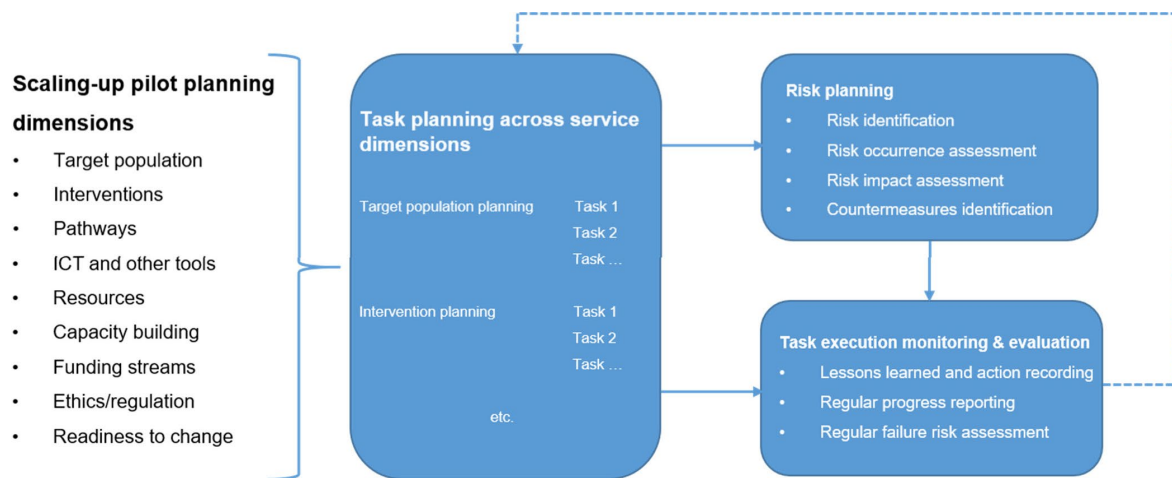 Scaling-up pilot planning
dimensions
• Target population
• Interventions
• Pathways
• ICT and other tools
• Resources
• Capacity building
• Funding streams
• Ethics/regulation
• Readiness to change
Task planning across service
dimensions
Target population planning Task 1
Task 2
Task ...
Intervention planning Task 1
Task 2
Task ...
etc.
Risk planning
• Risk identification
• Risk occurrence assessment
• Risk impact assessment
• Countermeasures identification
Task execution monitoring & evaluation
• Lessons learned and action recording
• Regular progress reporting
• Regular failure risk assessment